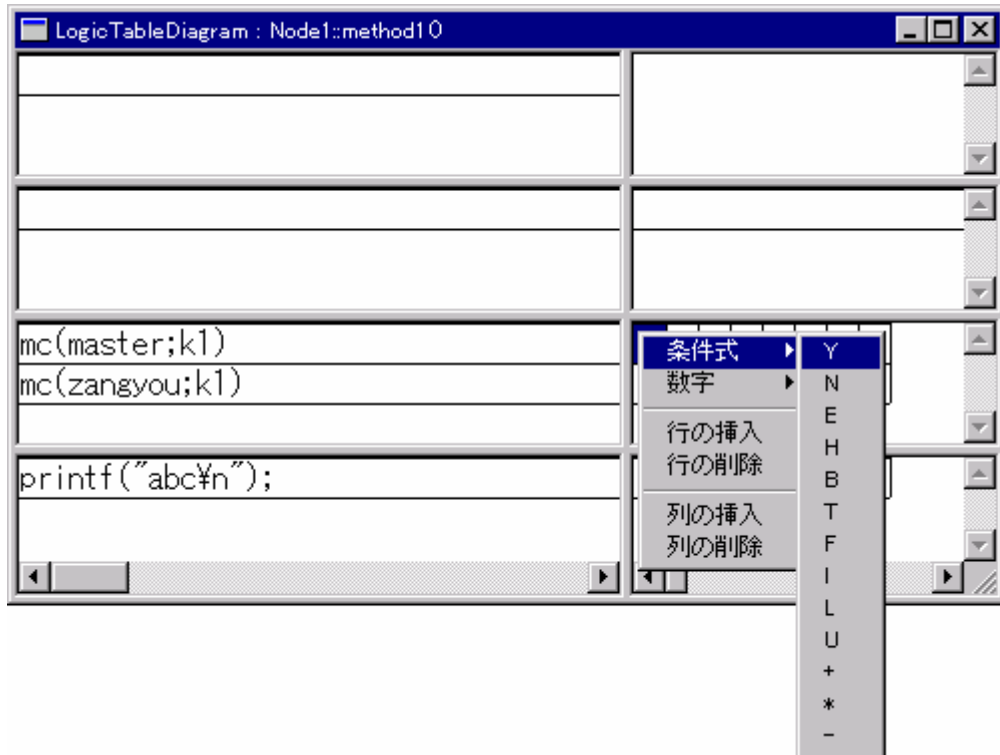 LogicTableDiagram : Node1::method1()
mc(master;k1)
mc(zangyou;k1)
printf("abc¥n");
条件式
数字
行の挿入
行の削除
列の挿入
列の削除
Y
N
E
H
B
T
F
I
L
U
+
*
-